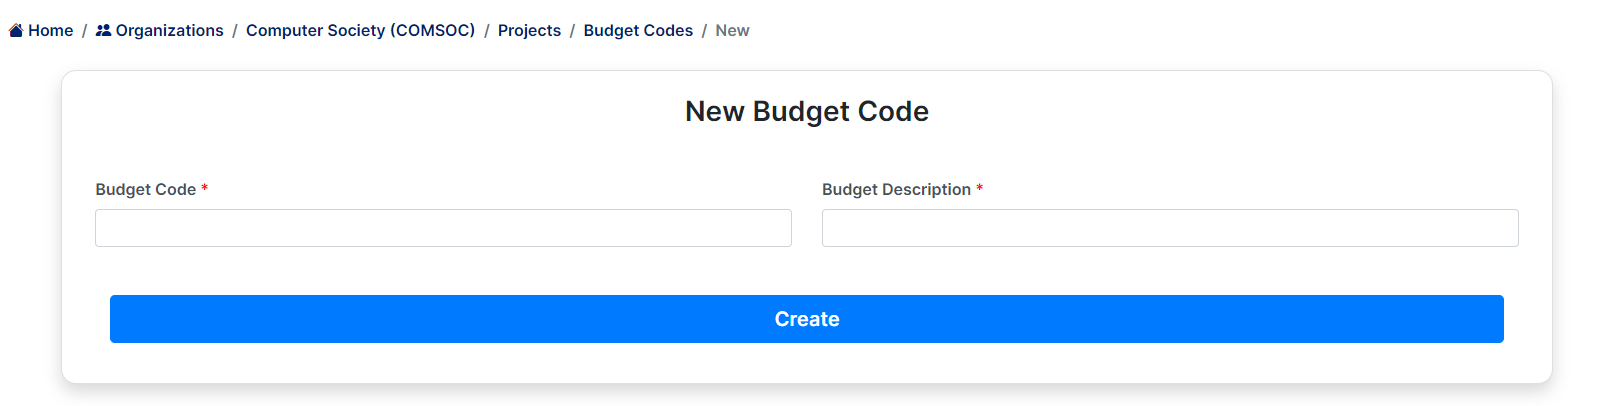 Home / Organizations / Computer Society (COMSOC) / Projects / Budget Codes / New
New Budget Code
Budget Code * Budget Description *
Create